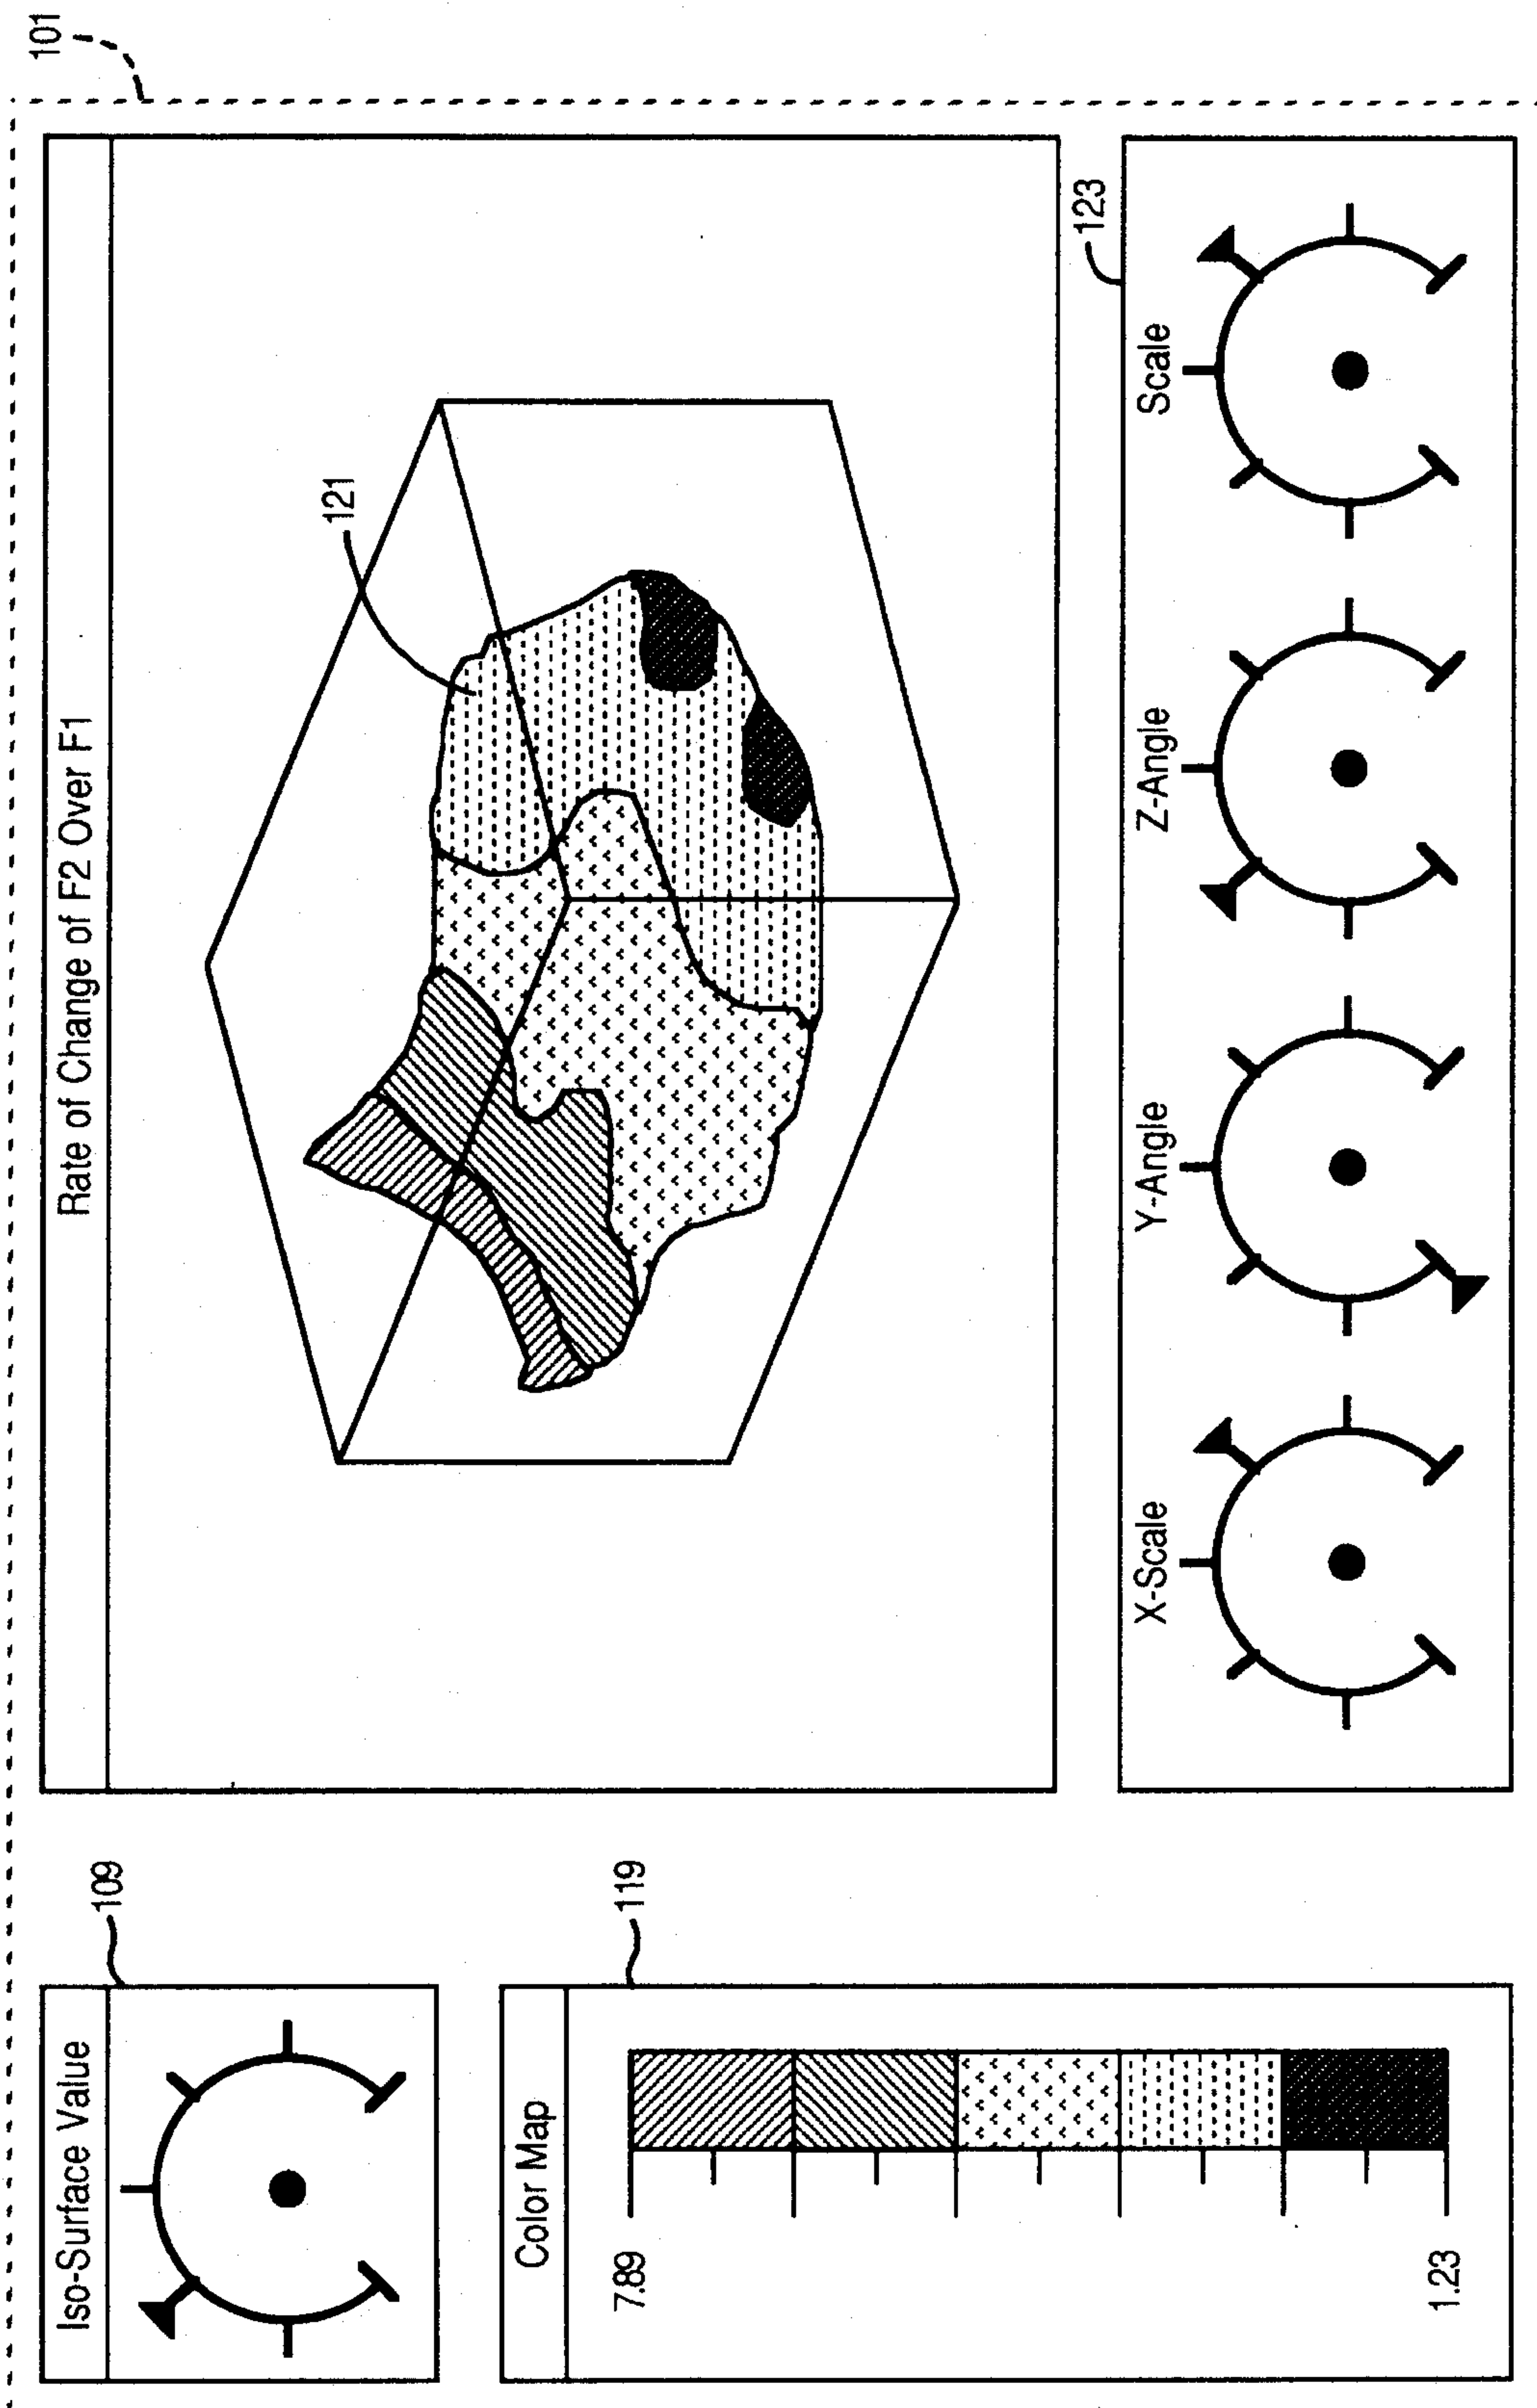 101
Iso-Surface Value
109
Rate of Change of F2 Over F1
121
Color Map
119
7.89
1.23
123
X-Scale
Y-Angle
Z-Angle
Scale